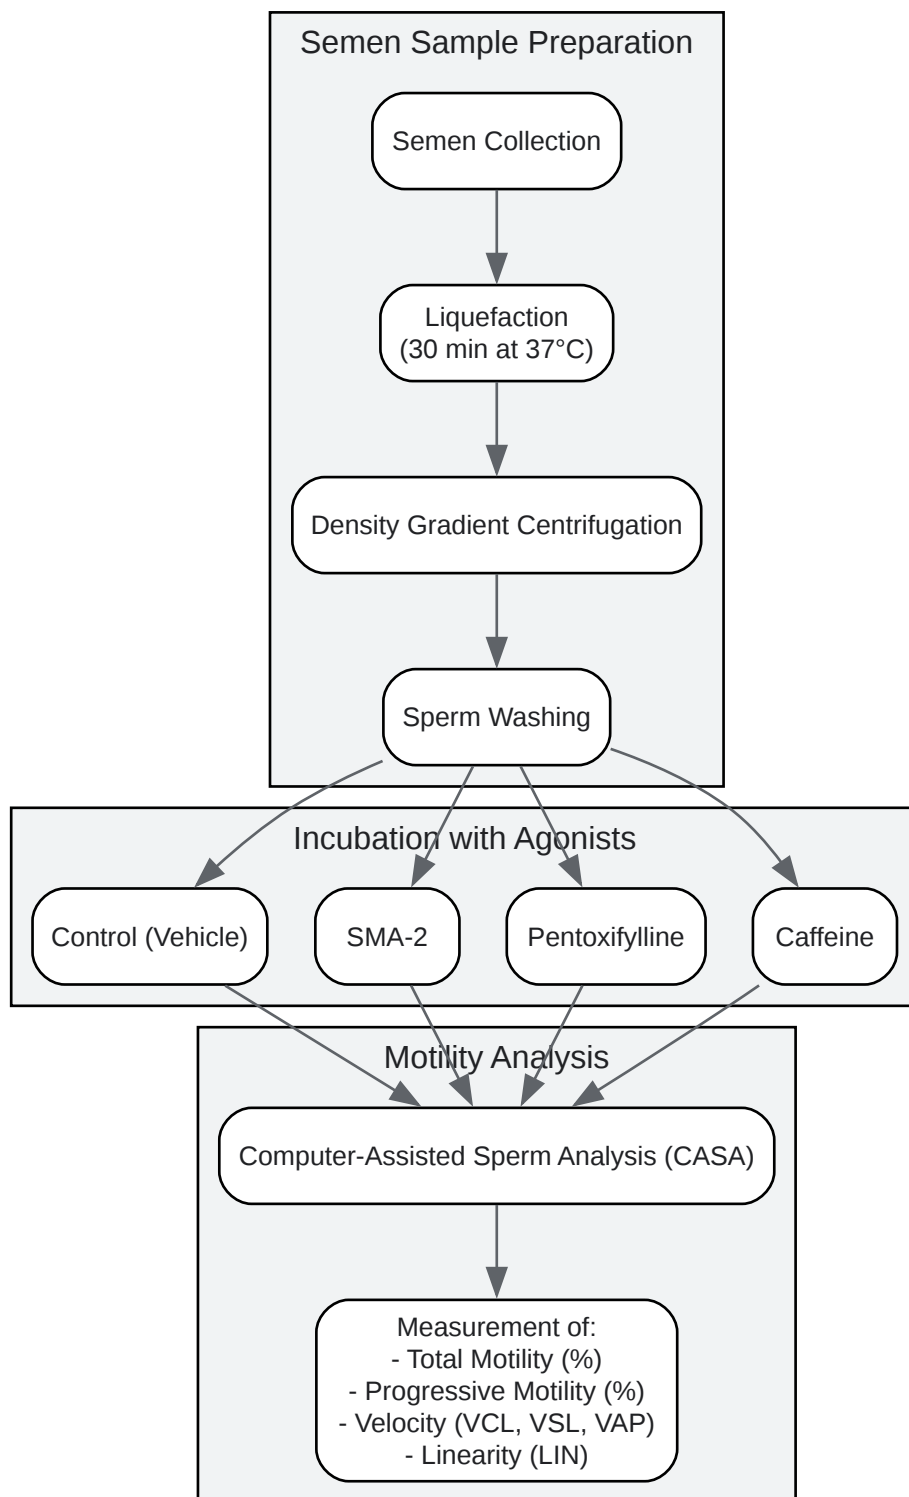 Semen Sample Preparation
Semen Collection
Liquefaction
(30 min at 37°C)
Density Gradient Centrifugation
Sperm Washing
Incubation with Agonists
Control (Vehicle)
SMA-2
Pentoxifylline
Caffeine
Motility Analysis
Computer-Assisted Sperm Analysis (CASA)
Measurement of:
- Total Motility (%)
- Progressive Motility (%)
- Velocity (VCL, VSL, VAP)
- Linearity (LIN)